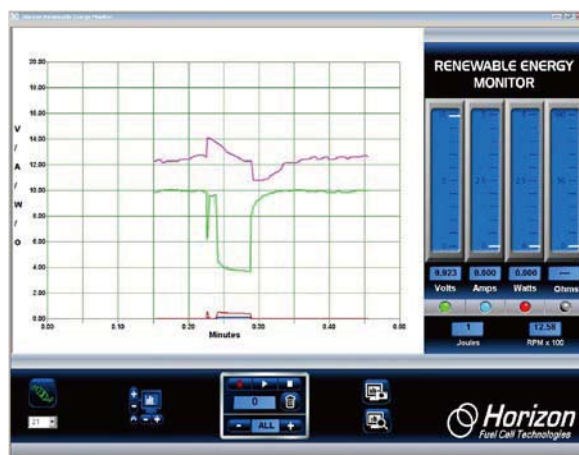 Horizon Renewable Energy Monitor
RENEWABLE ENERGY
MONITOR
20.00
18.00
16.00
14.00
12.00
10.00
8.00
6.00
4.00
2.00
0.00
V / A / W / O
0.00 0.10 0.20 0.30 0.40 0.50
Minutes
9.923 0.000 0.000 ---
Volts Amps Watts Ohms
1 12.58
Joules RPM x 100
21
0
- ALL +
Horizon
Fuel Cell Technologies